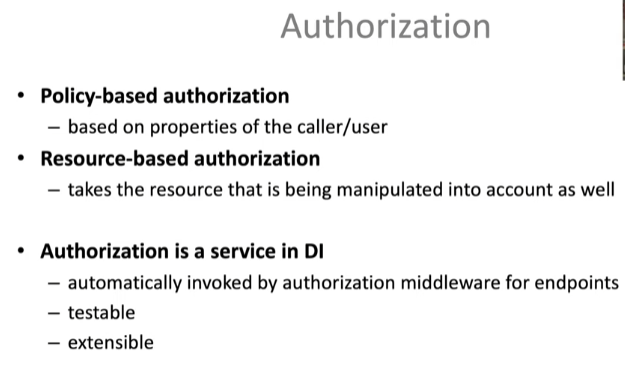 Authorization
• Policy-based authorization
– based on properties of the caller/user
• Resource-based authorization
– takes the resource that is being manipulated into account as well
• Authorization is a service in DI
– automatically invoked by authorization middleware for endpoints
– testable
– extensible